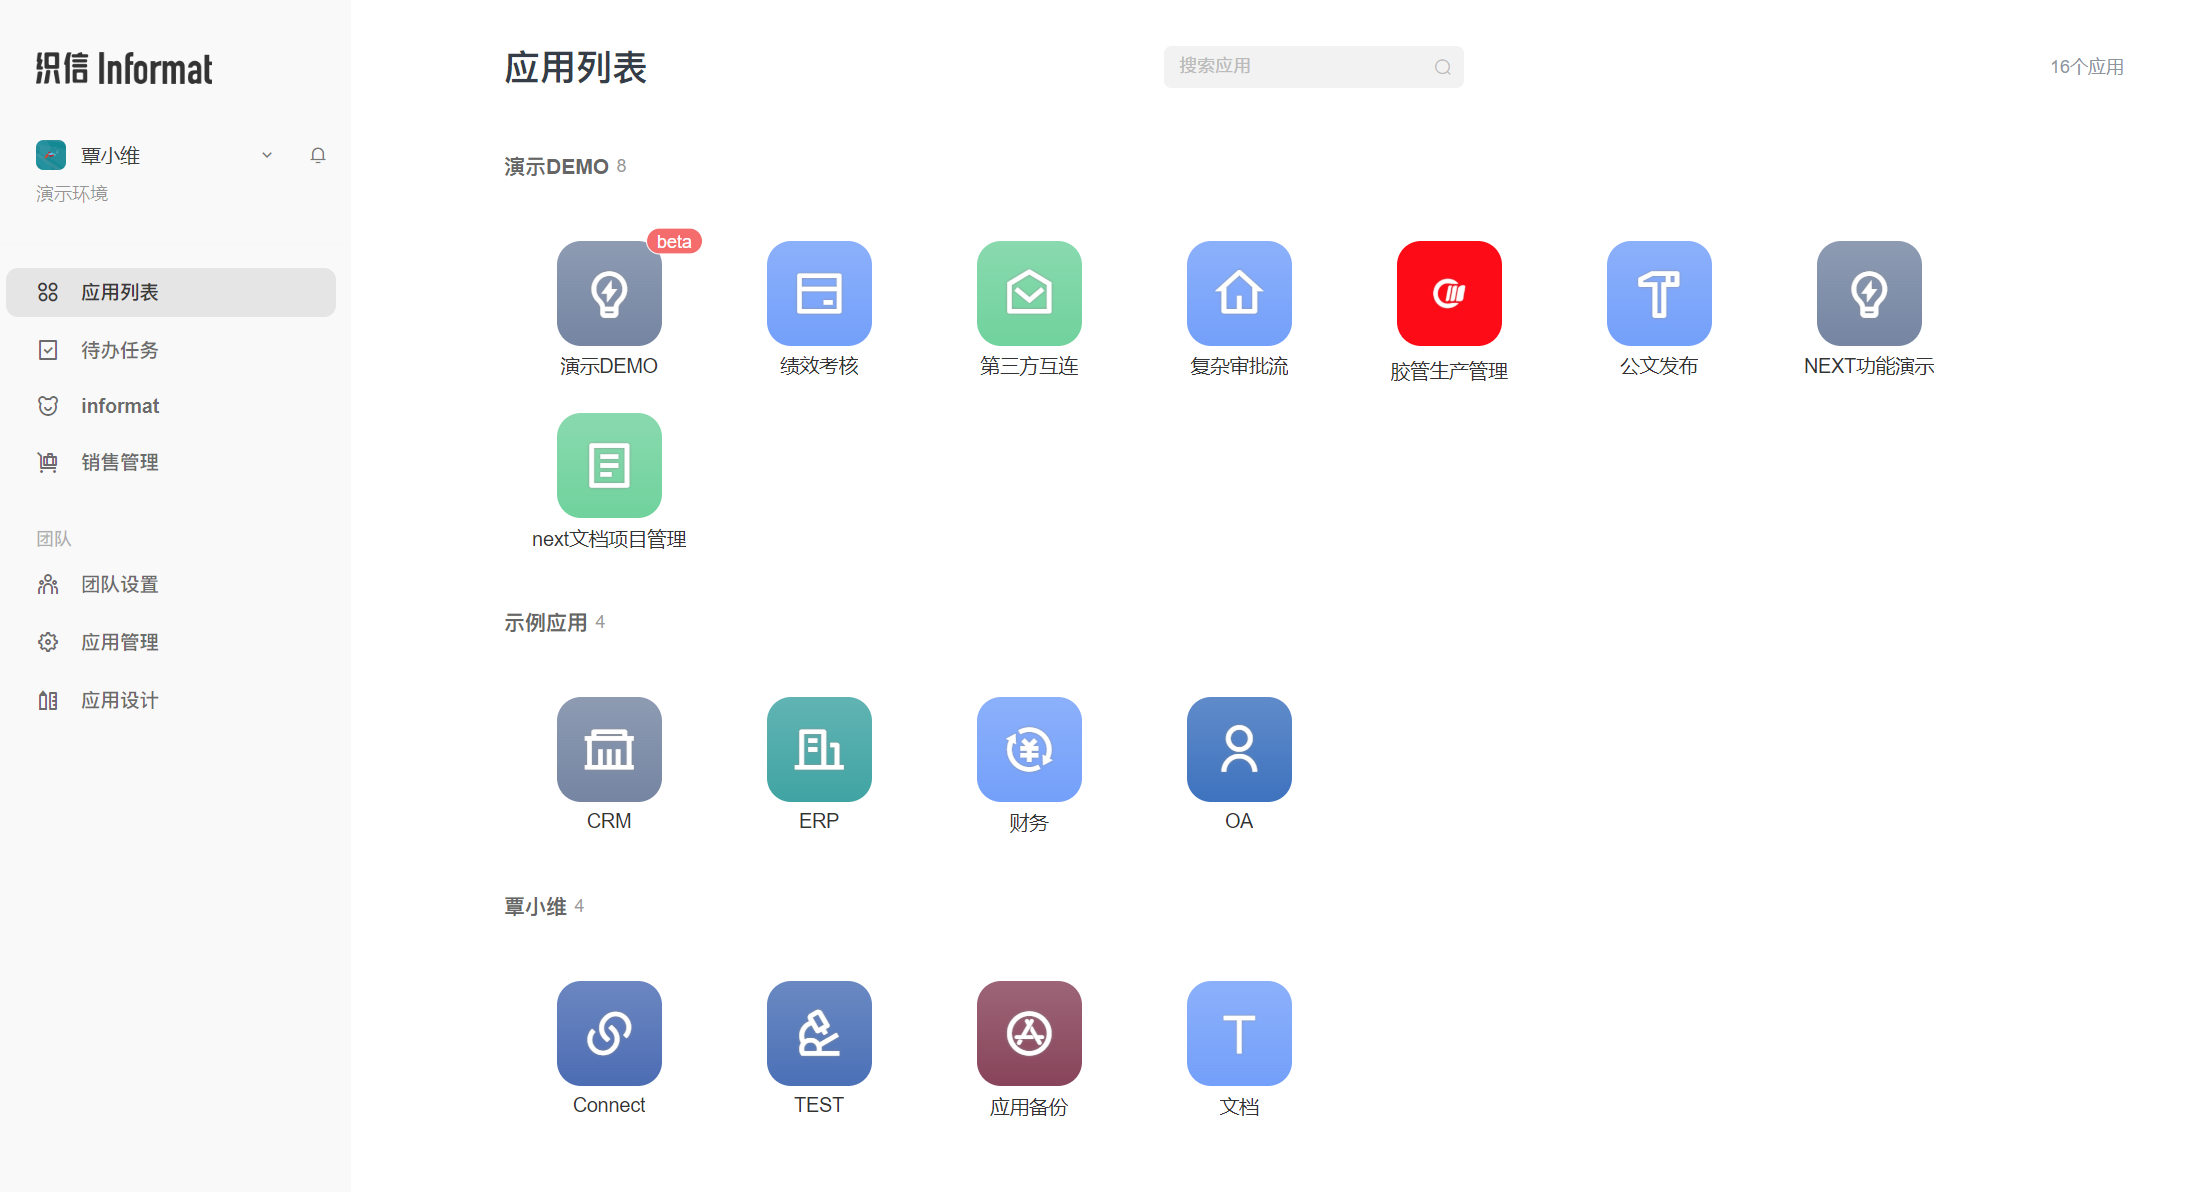 织信 Informat
覃小维
演示环境
应用列表
待办任务
informat
销售管理
团队
团队设置
应用管理
应用设计
应用列表
搜索应用
16个应用
演示DEMO 8
beta
演示DEMO
绩效考核
第三方互连
复杂审批流
胶管生产管理
公文发布
NEXT功能演示
next文档项目管理
示例应用 4
CRM
ERP
财务
OA
覃小维 4
Connect
TEST
应用备份
文档